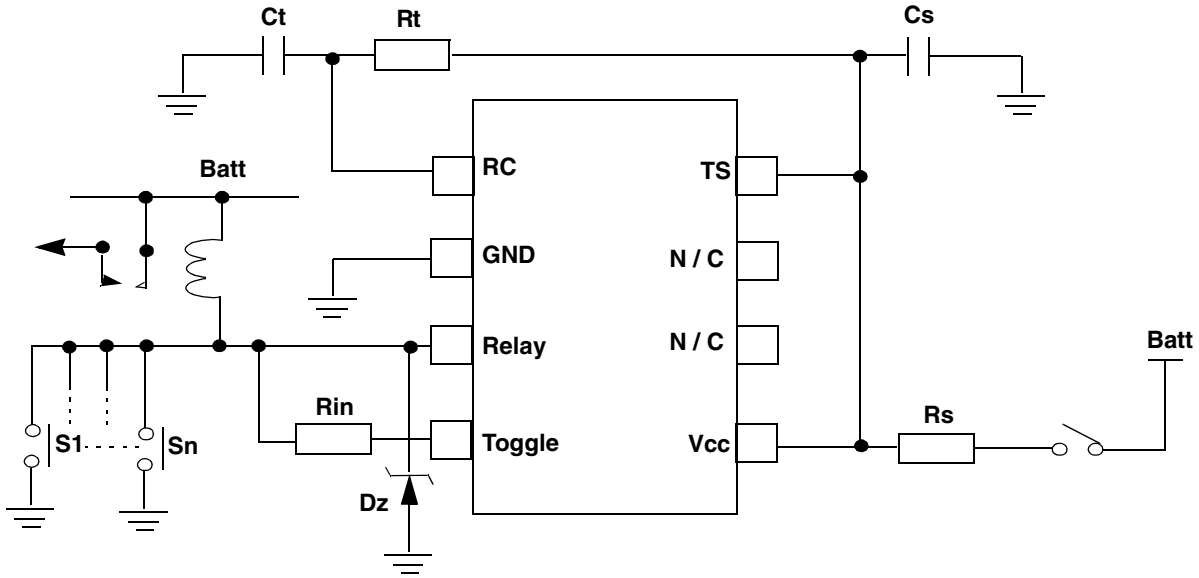 Ct
Rt
Cs
RC
TS
Batt
GND
N / C
Relay
N / C
Batt
Rin
Rs
S1
Sn
Toggle
Vcc
Dz